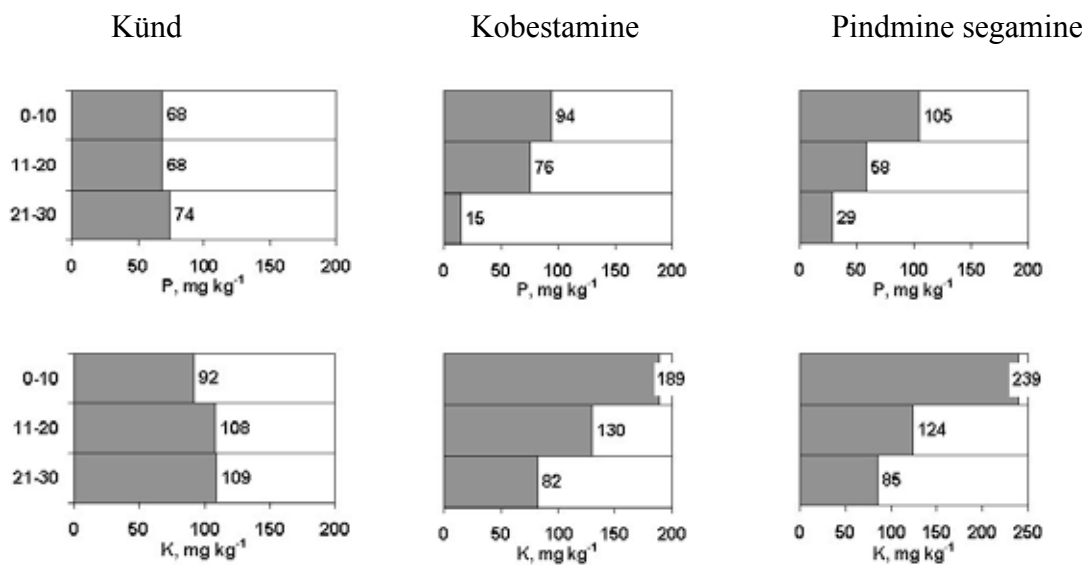 Künd Kobestamine Pindmine segamine
0-10 68 94 105
11-20 68 76 58
21-30 74 15 29
0 50 100 150 200 0 50 100 150 200 0 50 100 150 200
P, mg kg⁻¹ P, mg kg⁻¹ P, mg kg⁻¹
0-10 92 189 239
11-20 108 130 124
21-30 109 82 85
0 50 100 150 200 0 50 100 150 200 0 50 100 150 200 250
K, mg kg⁻¹ K, mg kg⁻¹ K, mg kg⁻¹